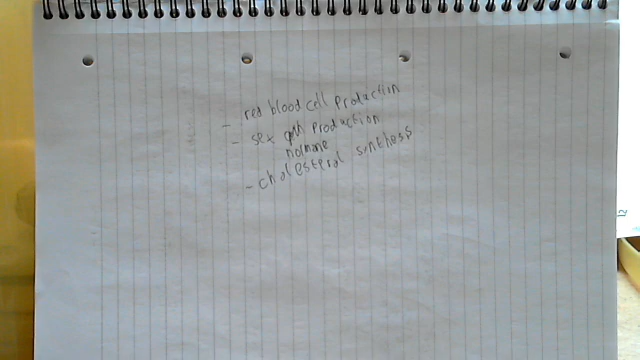 - red blood cell production
- sex production
hormone
- cholesterol synthesis